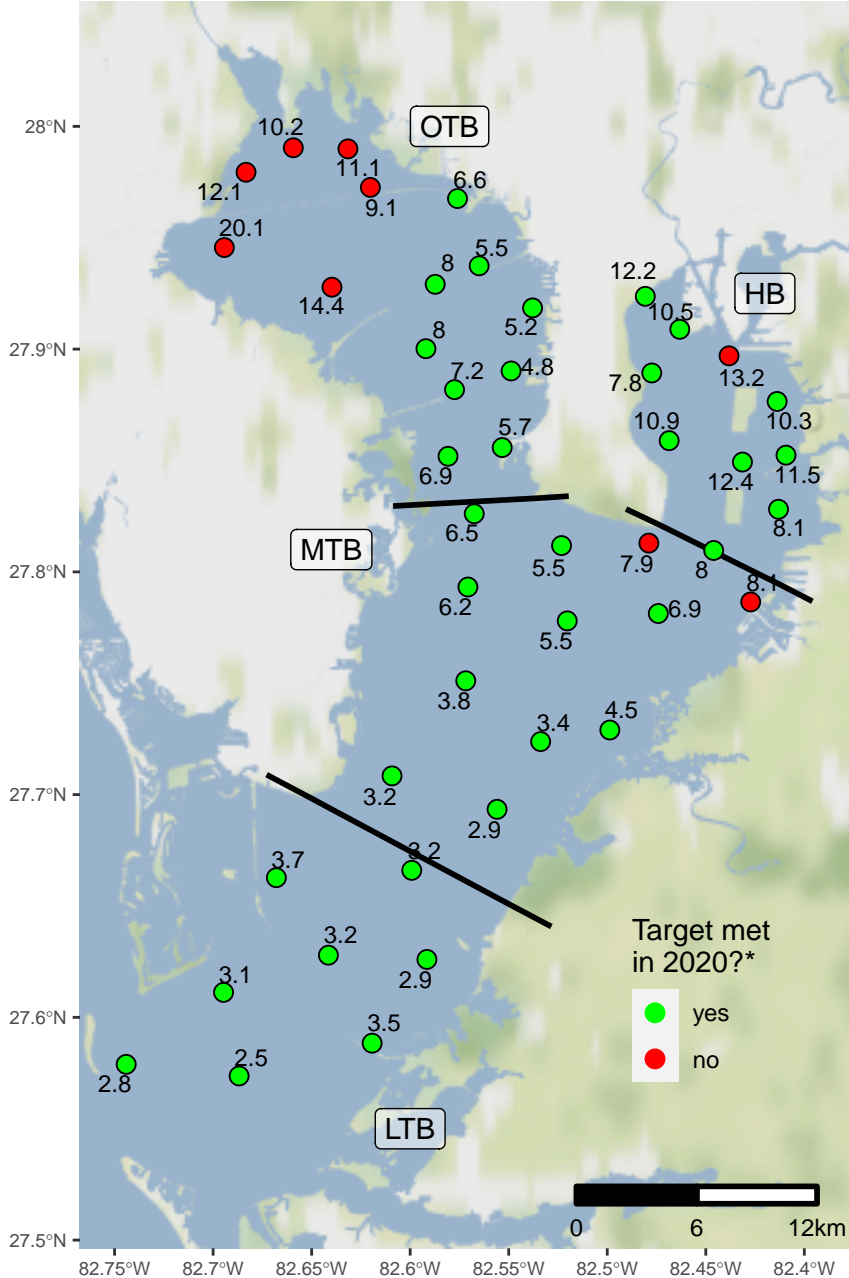 28°N
27.9°N
27.8°N
27.7°N
27.6°N
27.5°N
82.75°W
82.7°W
82.65°W
82.6°W
82.55°W
82.5°W
82.45°W
82.4°W
OTB
10.2
12.1
11.1
9.1
6.6
20.1
14.4
8
5.5
5.2
8
7.2
4.8
5.7
6.9
HB
12.2
10.5
13.2
7.8
10.3
10.9
12.4
11.5
8.1
8
MTB
6.5
5.5
7.9
8.1
6.2
5.5
6.9
3.8
3.4
4.5
3.2
2.9
3.2
3.7
3.2
2.9
3.1
3.5
2.8
2.5
LTB
Target met
in 2020?*
yes
no
0
6
12km